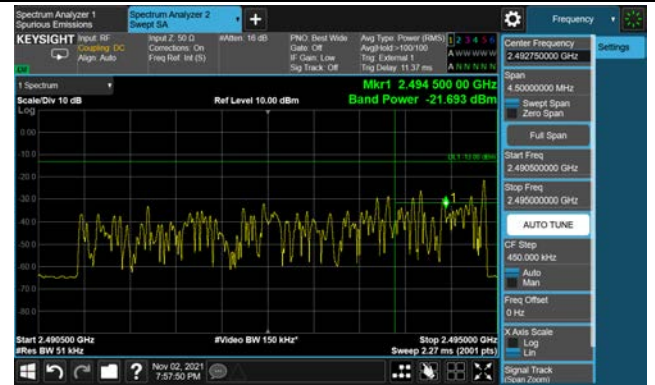 Spectrum Analyzer 1
Spurious Emissions
Spectrum Analyzer 2
Swept SA
Frequency
KEYSIGHT
Input: RF
Coupling: DC
Align: Auto
Input Z: 50 Ω
Corrections: On
Freq Ref: Int (S)
#Atten: 16 dB
PNO: Best Wide
Gate: Off
IF Gain: Low
Sig Track: Off
Avg Type: Power (RMS)
Avg|Hold:>100/100
Trig: External 1
Trig Delay: 11.37 ms
1 2 3 4 5 6
A W W W W W
A N N N N N
Center Frequency
2.492750000 GHz
Settings
Span
4.50000000 MHz
Swept Span
Zero Span
Full Span
Start Freq
2.490500000 GHz
Stop Freq
2.495000000 GHz
AUTO TUNE
CF Step
450.000 kHz
Auto
Man
Freq Offset
0 Hz
X Axis Scale
Log
Lin
Signal Track
(Span Zoom)
1 Spectrum
Scale/Div 10 dB
Ref Level 10.00 dBm
Mkr1 2.494 500 00 GHz
Band Power -21.693 dBm
Log
0.00
-10.0
-20.0
-30.0
-40.0
-50.0
-60.0
-70.0
-80.0
1
Start 2.490500 GHz
#Res BW 51 kHz
#Video BW 150 kHz*
Stop 2.495000 GHz
Sweep 2.27 ms (2001 pts)
?
Nov 02, 2021
7:57:50 PM